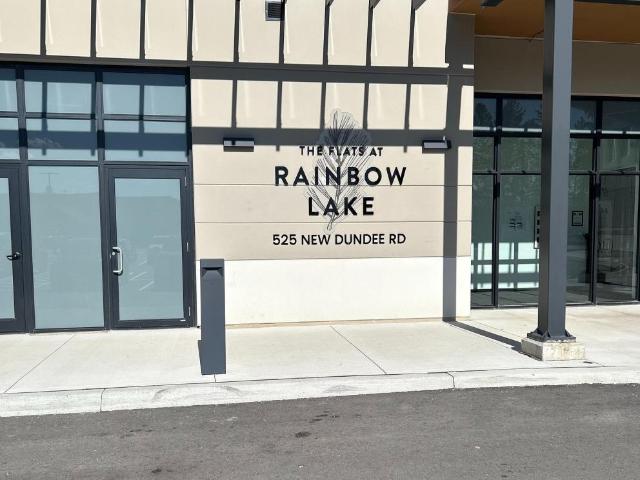 THE FLATS AT
RAINBOW
LAKE
525 NEW DUNDEE RD